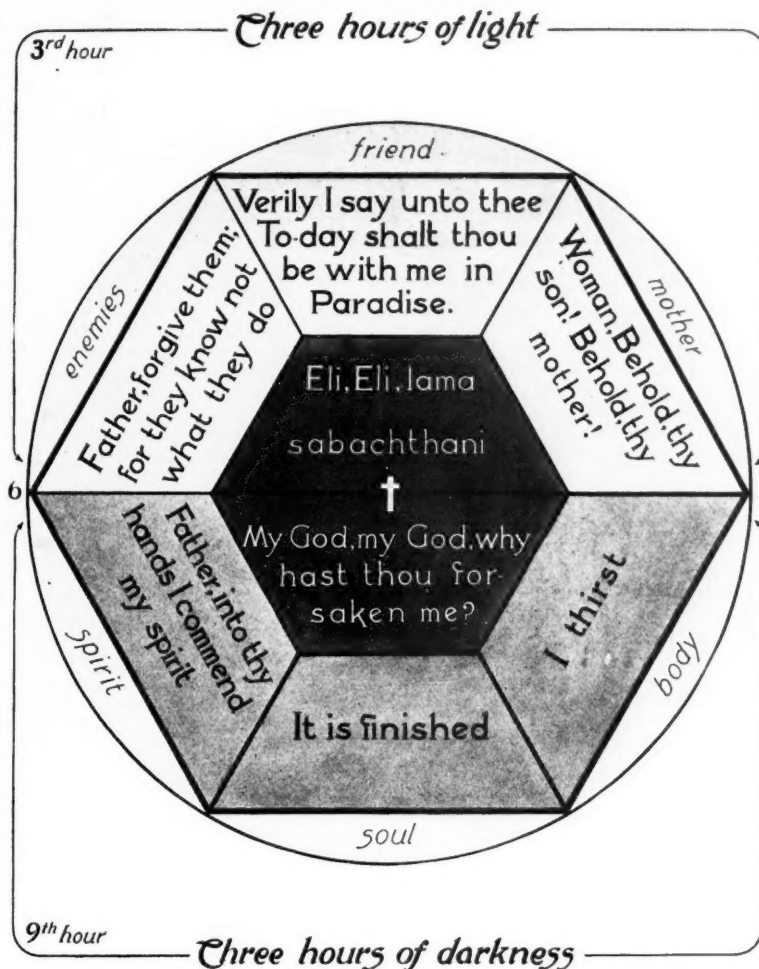 Three hours of light
3rd hour
friend
Verily I say unto thee
To-day shalt thou
be with me in
Paradise.
enemies
Father, forgive them;
for they know not
what they do
mother
Woman, Behold, thy
son! Behold, thy
mother!
Eli, Eli, lama
sabachthani
6
My God, my God, why
hast thou for-
saken me?
Father, into thy
hands I commend
my spirit
spirit
I thirst
body
It is finished
soul
9th hour
Three hours of darkness